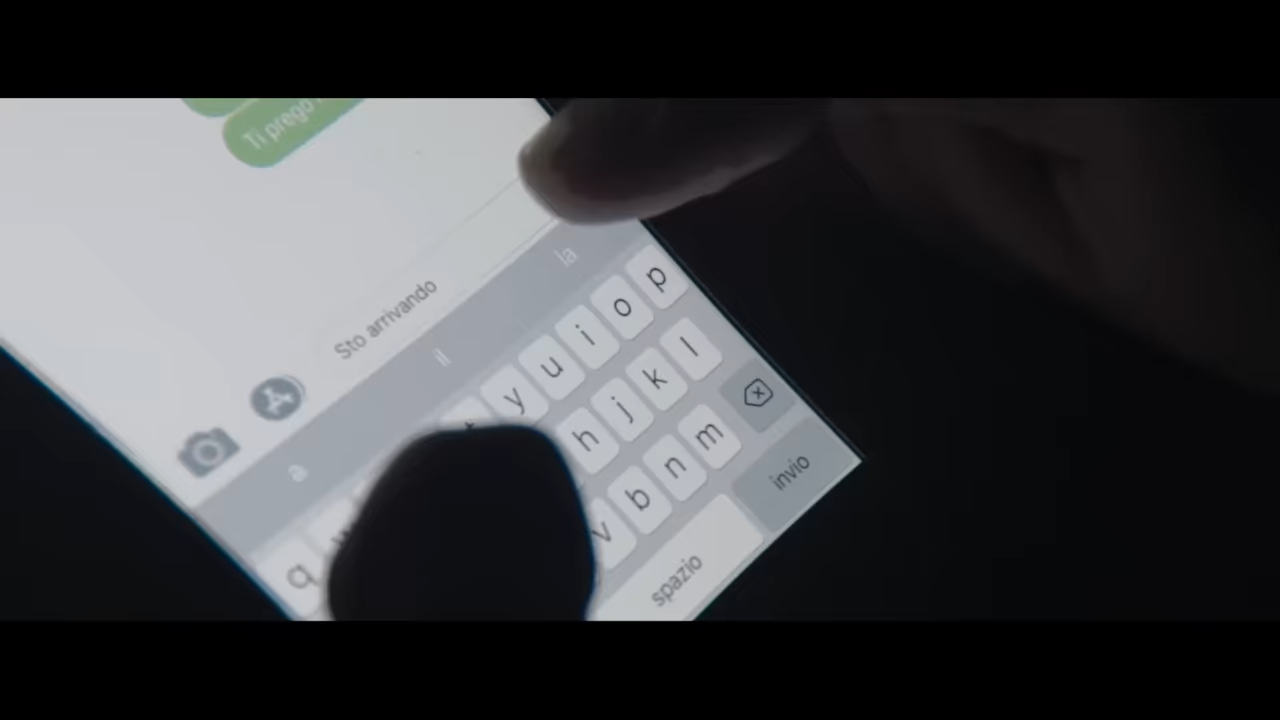 Ti prego
Sto arrivando
a il la
q y u i o p
h j k l
v b n m
spazio invio